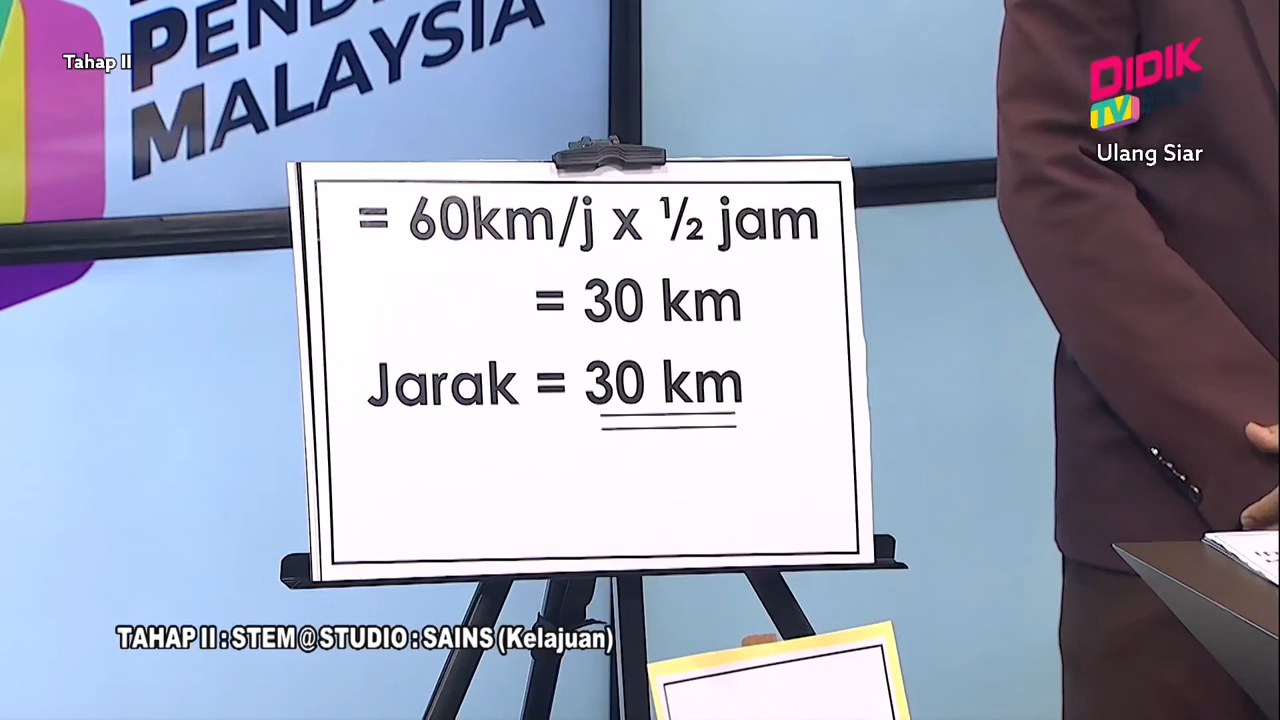 Tahap II
MALAYSIA
DIDIK
TV
Ulang Siar
= 60km/j x ½ jam
= 30 km
Jarak = 30 km
TAHAP II : STEM@STUDIO : SAINS (Kelajuan)